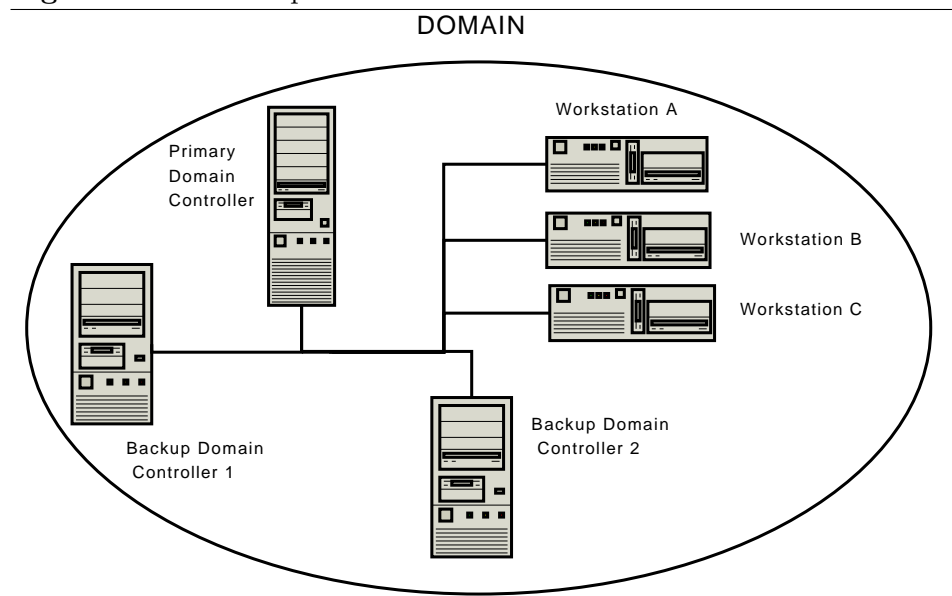 DOMAIN
Workstation A
Primary
Domain
Controller
Workstation B
Workstation C
Backup Domain
Controller 2
Backup Domain
Controller 1